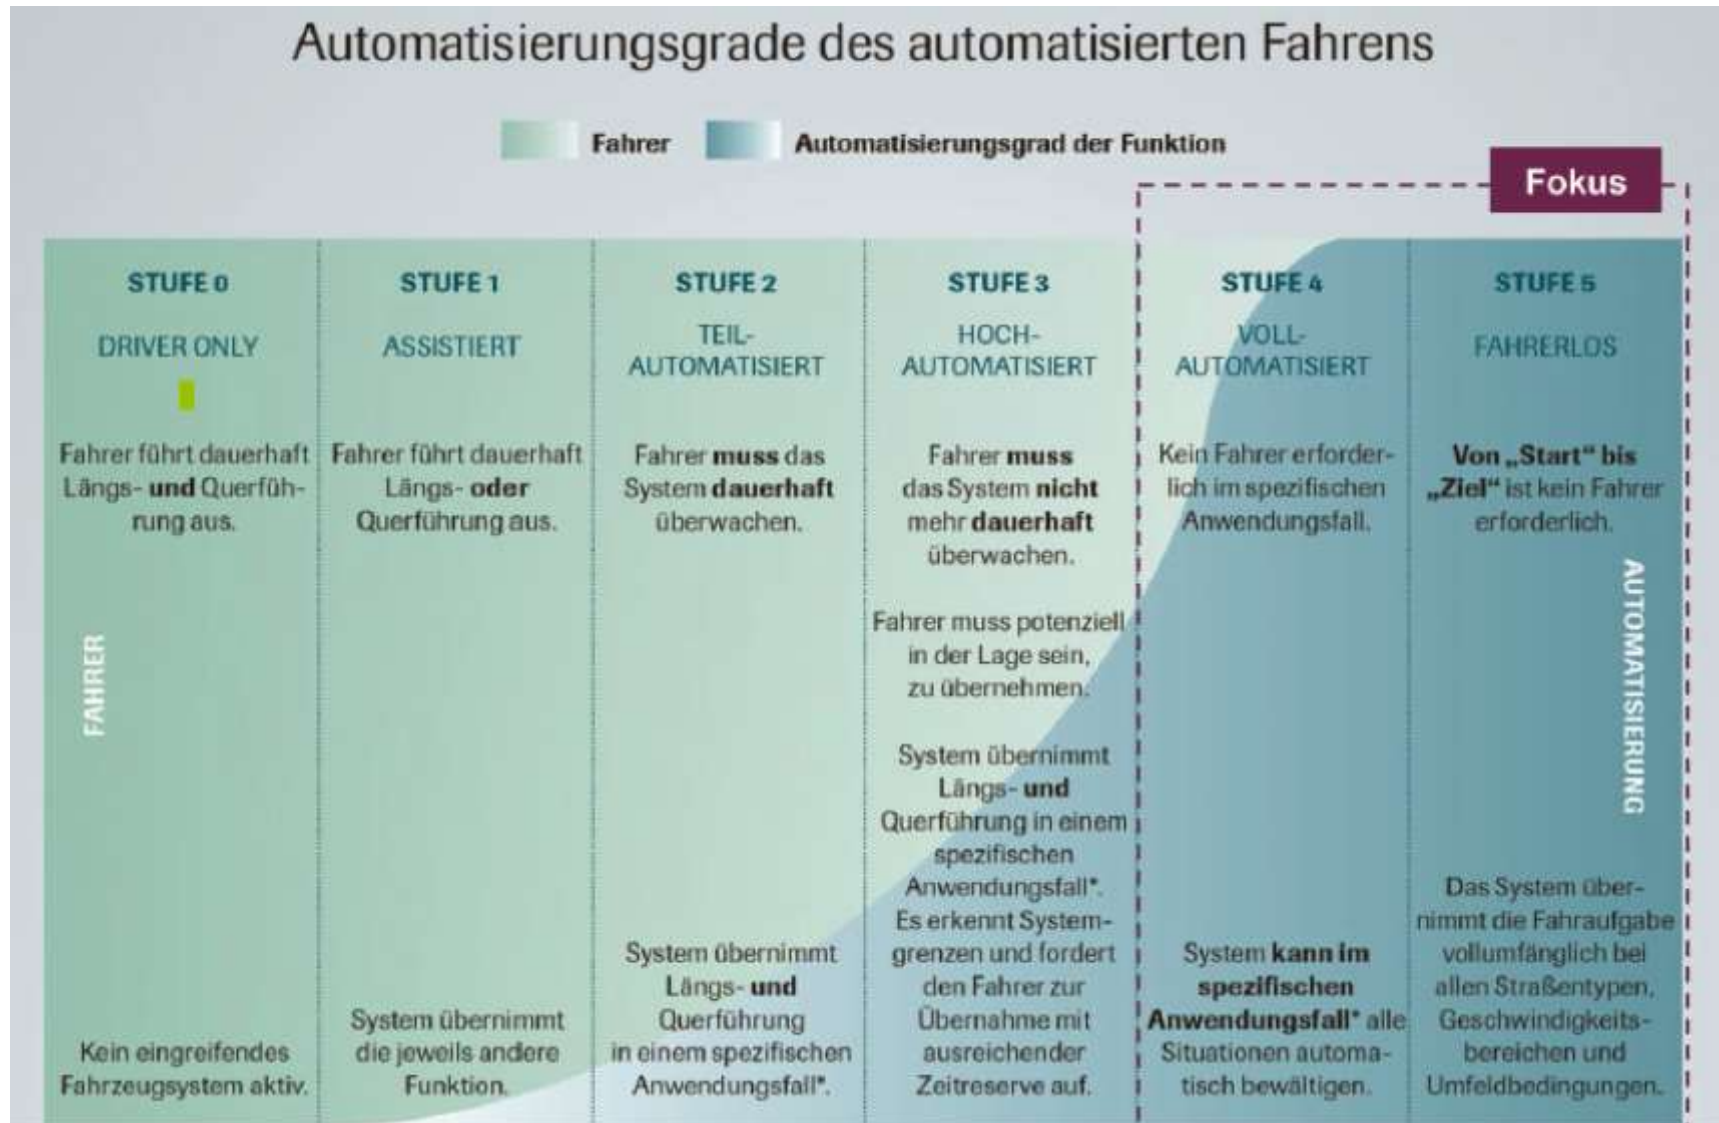 Automatisierungsgrade des automatisierten Fahrens
Fahrer
Automatisierungsgrad der Funktion
Fokus
STUFE 0
DRIVER ONLY
Fahrer führt dauerhaft
Längs- und Querfüh-
rung aus.
FAHRER
Kein eingreifendes
Fahrzeugsystem aktiv.
STUFE 1
ASSISTIERT
Fahrer führt dauerhaft
Längs- oder
Querführung aus.
System übernimmt
die jeweils andere
Funktion.
STUFE 2
TEIL-
AUTOMATISIERT
Fahrer muss das
System dauerhaft
überwachen.
System übernimmt
Längs- und
Querführung
in einem spezifischen
Anwendungsfall*.
STUFE 3
HOCH-
AUTOMATISIERT
Fahrer muss
das System nicht
mehr dauerhaft
überwachen.
Fahrer muss potenziell
in der Lage sein,
zu übernehmen.
System übernimmt
Längs- und
Querführung in einem
spezifischen
Anwendungsfall*.
Es erkennt System-
grenzen und fordert
den Fahrer zur
Übernahme mit
ausreichender
Zeitreserve auf.
STUFE 4
VOLL-
AUTOMATISIERT
Kein Fahrer erforder-
lich im spezifischen
Anwendungsfall.
System kann im
spezifischen
Anwendungsfall* alle
Situationen automa-
tisch bewältigen.
STUFE 5
FAHRERLOS
Von „Start“ bis
„Ziel“ ist kein Fahrer
erforderlich.
AUTOMATISIERUNG
Das System über-
nimmt die Fahraufgabe
vollumfänglich bei
allen Straßentypen,
Geschwindigkeits-
bereichen und
Umfeldbedingungen.